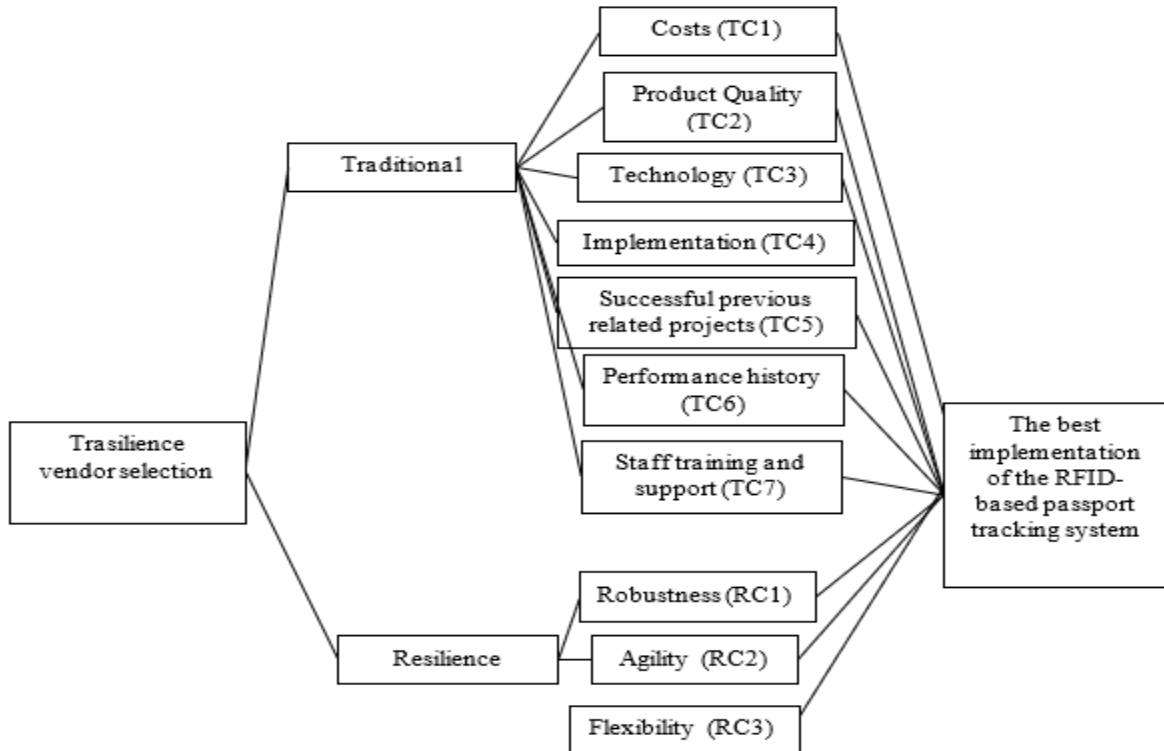 Costs (TC1)
Product Quality
(TC2)
Traditional
Technology (TC3)
Implementation (TC4)
Successful previous
related projects (TC5)
Performance history
(TC6)
Staff training and
support (TC7)
Trasilience
vendor selection
The best
implementation
of the RFID-
based passport
tracking system
Robustness (RC1)
Resilience
Agility (RC2)
Flexibility (RC3)